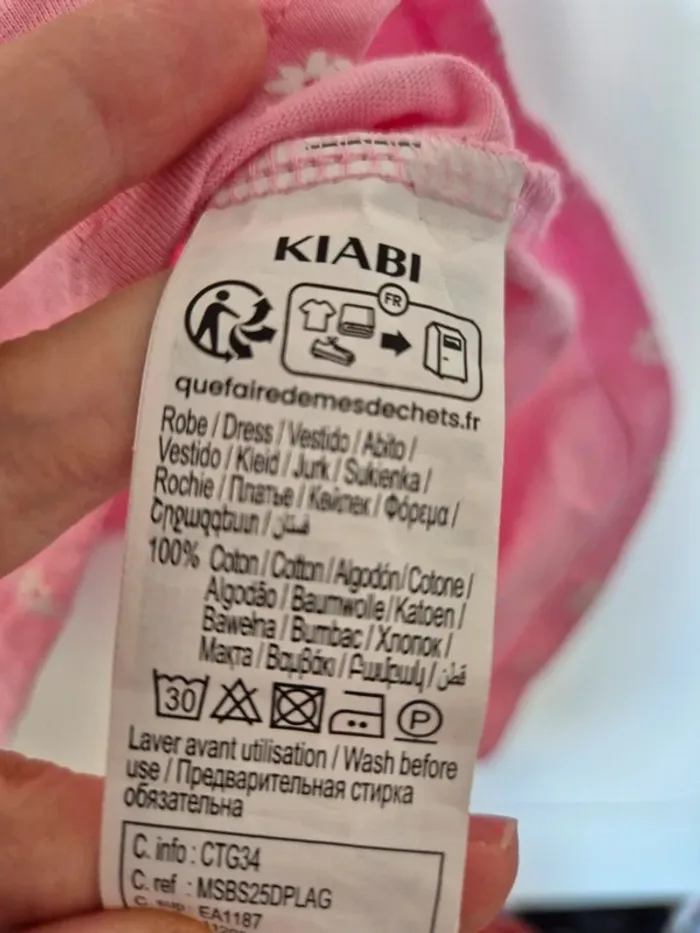 KIABI
FR
quefairedemesdechets.fr
Robe / Dress / Vestido / Abito /
Vestido / Kleid / Jurk / Sukienka /
Rochie / Платье / Көйлек / Φόρεμα /
Շրջազգեստ / فستان
100% Coton / Cotton / Algodón / Cotone /
Algodão / Baumwolle / Katoen /
Bawełna / Bumbac / Хлопок /
Мақта / Βαμβάκι / Բամբակ / قطن
30 P
Laver avant utilisation / Wash before
use / Предварительная стирка
обязательна
C. info : CTG34
C. ref : MSBS25DPLAG
C. sup : EA1187